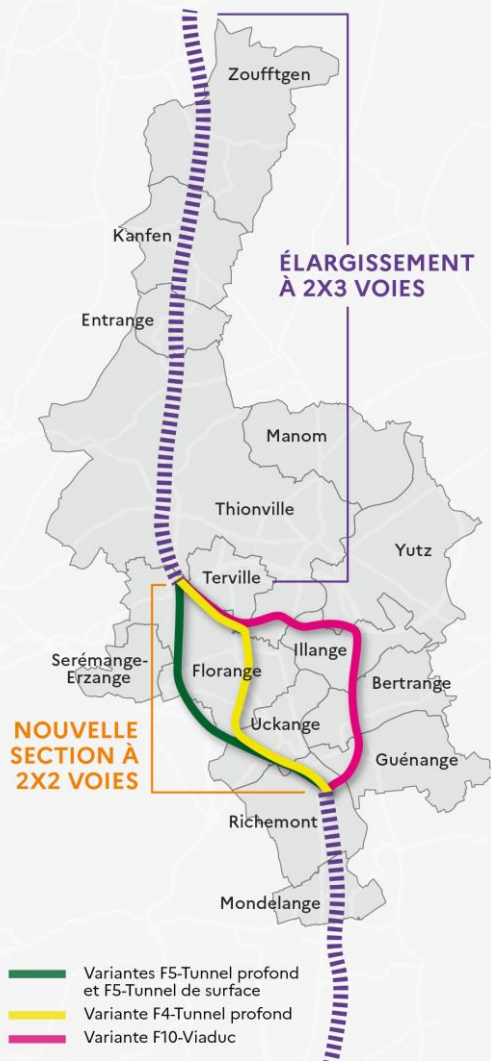 Zoufftgen
Kanfen
ÉLARGISSEMENT
À 2X3 VOIES
Entrange
Manom
Thionville
Yutz
Terville
Serémange-
Erzange
Florange
Illange
Bertrange
Uckange
NOUVELLE
SECTION À
2X2 VOIES
Guénange
Richemont
Mondelange
Variantes F5-Tunnel profond
et F5-Tunnel de surface
Variante F4-Tunnel profond
Variante F10-Viaduc